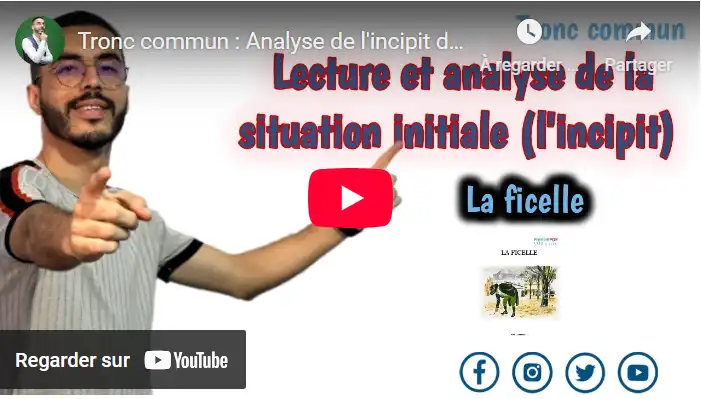 Tronc commun : Analyse de l'incipit d...
Tronc commun
À regarder ...
Partager
Lecture et analyse de la
situation initiale (l'incipit)
La ficelle
LA FICELLE
Regarder sur YouTube